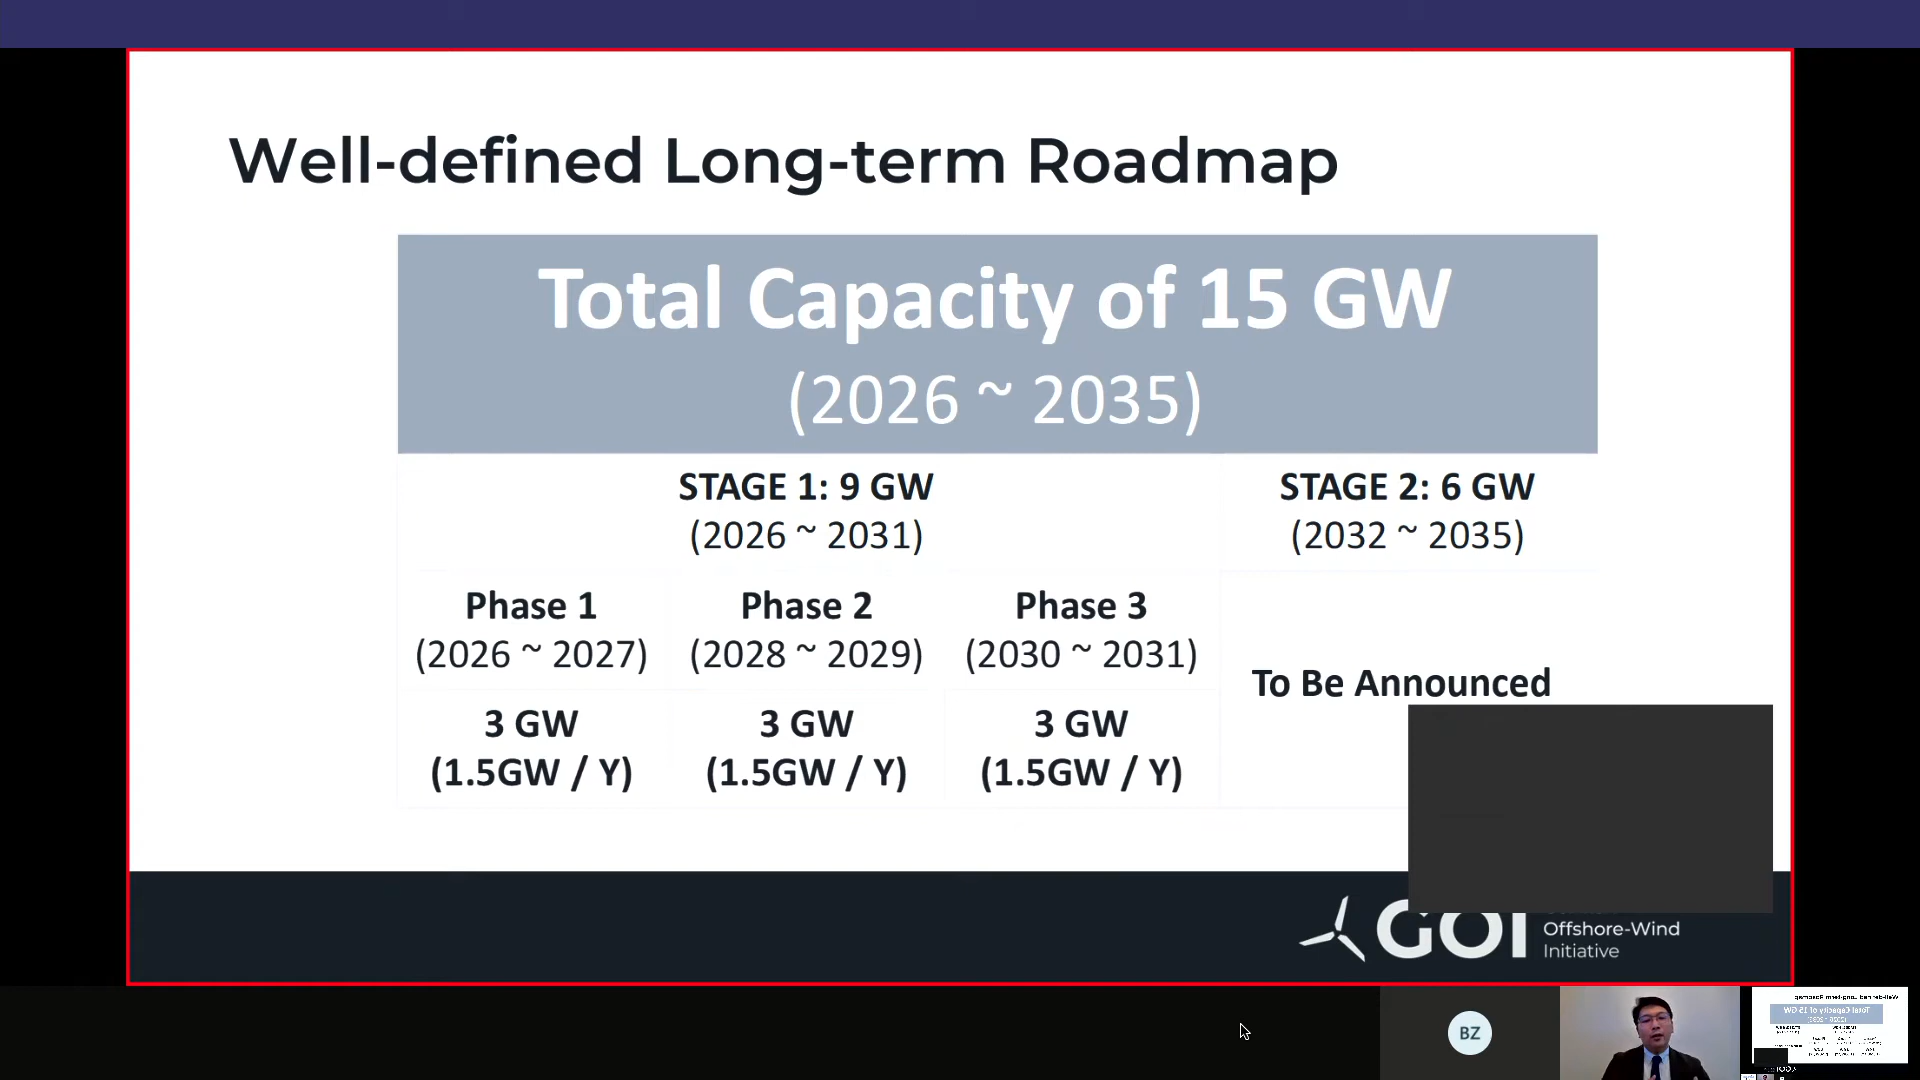 Well-defined Long-term Roadmap
Total Capacity of 15 GW
(2026 ~ 2035)
STAGE 1: 9 GW
(2026 ~ 2031)
STAGE 2: 6 GW
(2032 ~ 2035)
Phase 1
(2026 ~ 2027)
Phase 2
(2028 ~ 2029)
Phase 3
(2030 ~ 2031)
To Be Announced
3 GW
(1.5GW / Y)
3 GW
(1.5GW / Y)
3 GW
(1.5GW / Y)
GOI
Offshore-Wind
Initiative
BZ